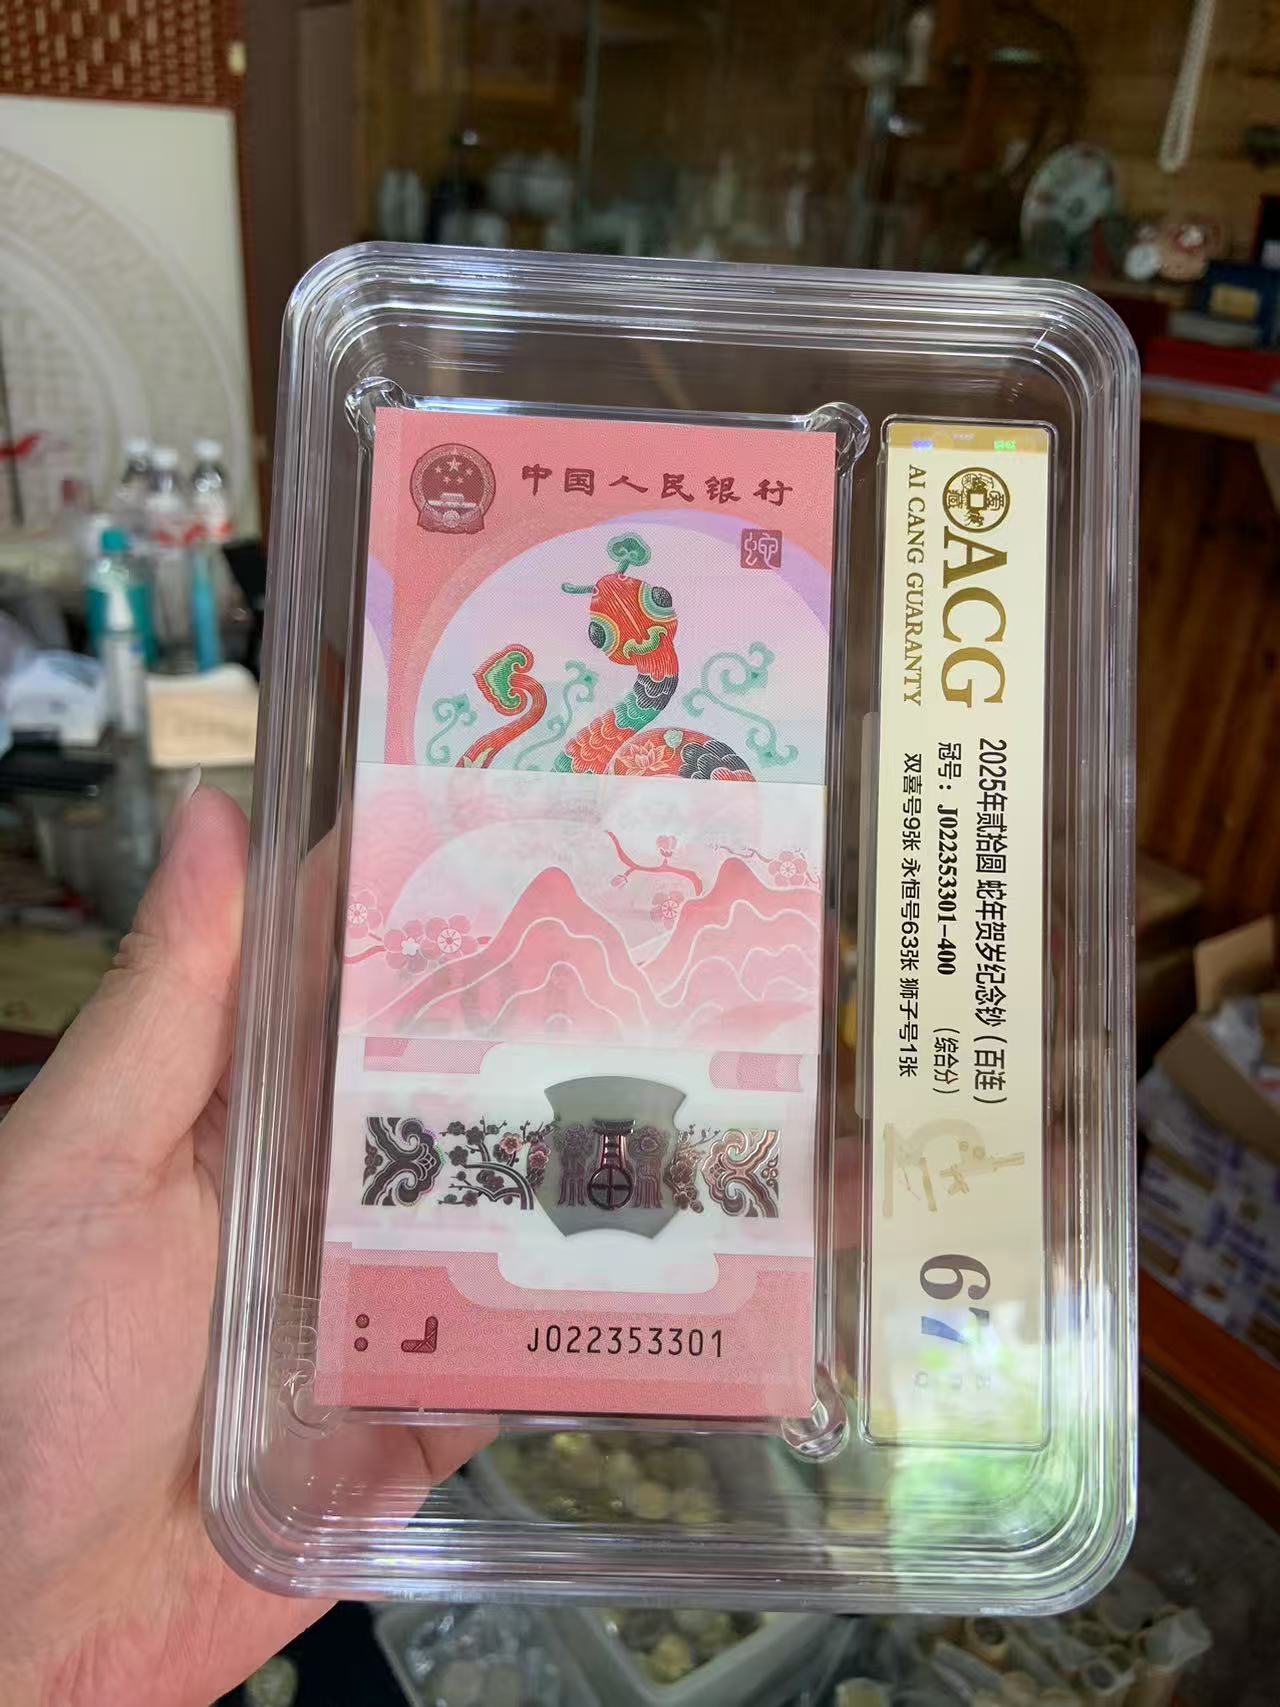 中国人民银行
J022353301
ACG
AI CANG GUARANTY
2025年贰拾圆 蛇年贺岁纪念钞（百连）
冠号：J022353301-400 （综合分）
双喜号9张 永恒号63张 狮子号1张
67